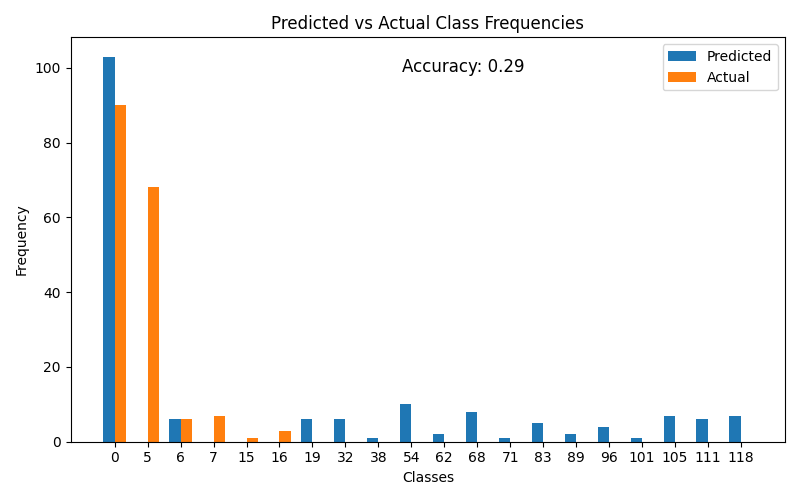 Predicted vs Actual Class Frequencies
Accuracy: 0.29
Predicted
Actual
Frequency
100
80
60
40
20
0
0 5 6 7 15 16 19 32 38 54 62 68 71 83 89 96 101 105 111 118
Classes